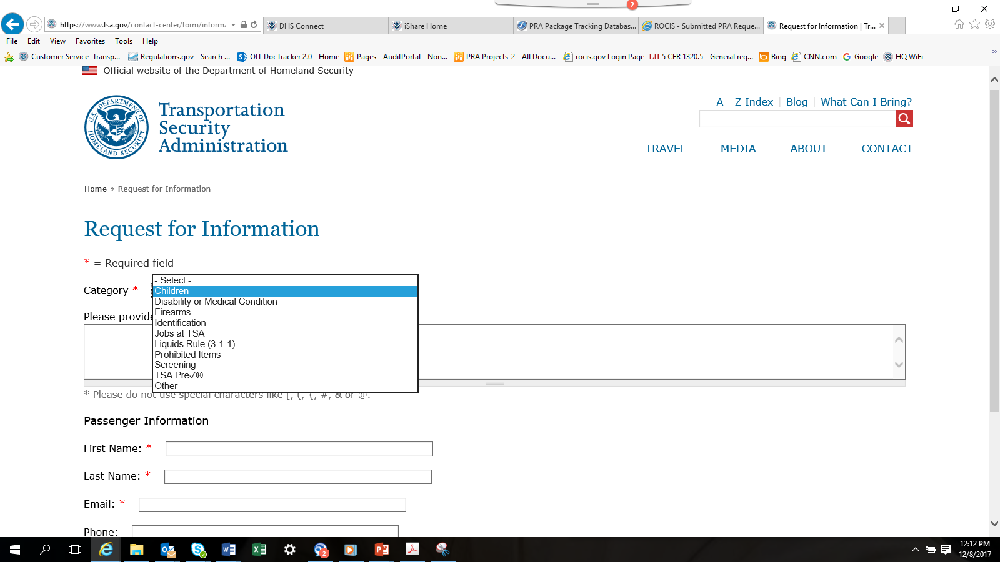 2
https://www.tsa.gov/contact-center/form/informa
DHS Connect
iShare Home
PRA Package Tracking Databas...
ROCIS - Submitted PRA Reque...
Request for Information | Tr...
File Edit View Favorites Tools Help
Customer Service Transp...
Regulations.gov - Search ...
OIT DocTracker 2.0 - Home
Pages - AuditPortal - Non...
PRA Projects-2 - All Docu...
rocis.gov Login Page
LII 5 CFR 1320.5 - General req...
Bing
CNN.com
Google
HQ WiFi
Official website of the Department of Homeland Security
U.S. DEPARTMENT OF HOMELAND SECURITY
Transportation
Security
Administration
A - Z Index | Blog | What Can I Bring?
TRAVEL MEDIA ABOUT CONTACT
Home » Request for Information
Request for Information
* = Required field
Category *
- Select -
Children
Disability or Medical Condition
Firearms
Identification
Jobs at TSA
Liquids Rule (3-1-1)
Prohibited Items
Screening
TSA Pre✓®
Other
Please provide
* Please do not use special characters like [, (, {, #, & or @.
Passenger Information
First Name: *
Last Name: *
Email: *
Phone:
2
12:12 PM
12/8/2017